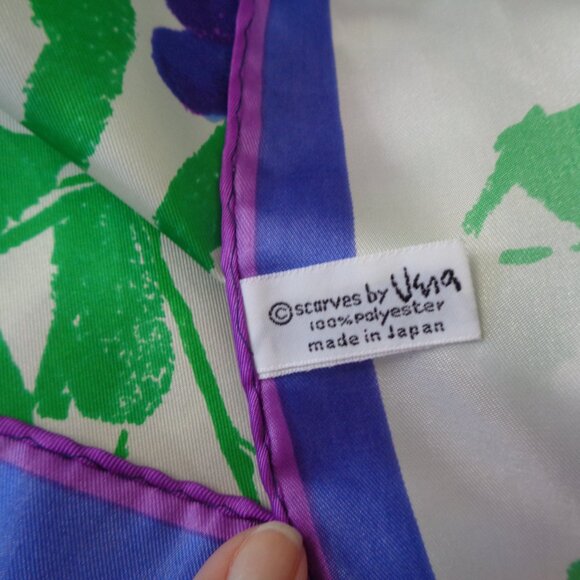 © scarves by Vera
100% polyester
made in Japan